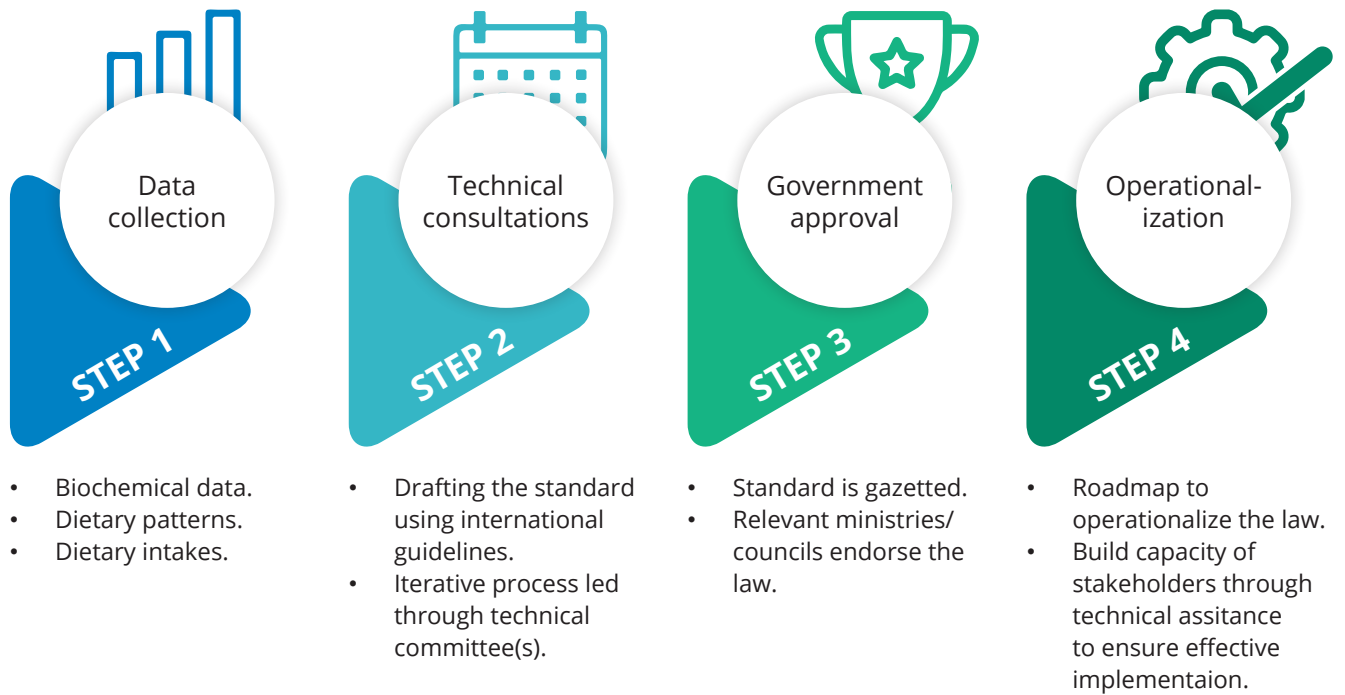 Data
collection
STEP 1
• Biochemical data.
• Dietary patterns.
• Dietary intakes.
Technical
consultations
STEP 2
• Drafting the standard
using international
guidelines.
• Iterative process led
through technical
committee(s).
Government
approval
STEP 3
• Standard is gazetted.
• Relevant ministries/
councils endorse the
law.
Operational-
ization
STEP 4
• Roadmap to
operationalize the law.
• Build capacity of
stakeholders through
technical assitance
to ensure effective
implementaion.